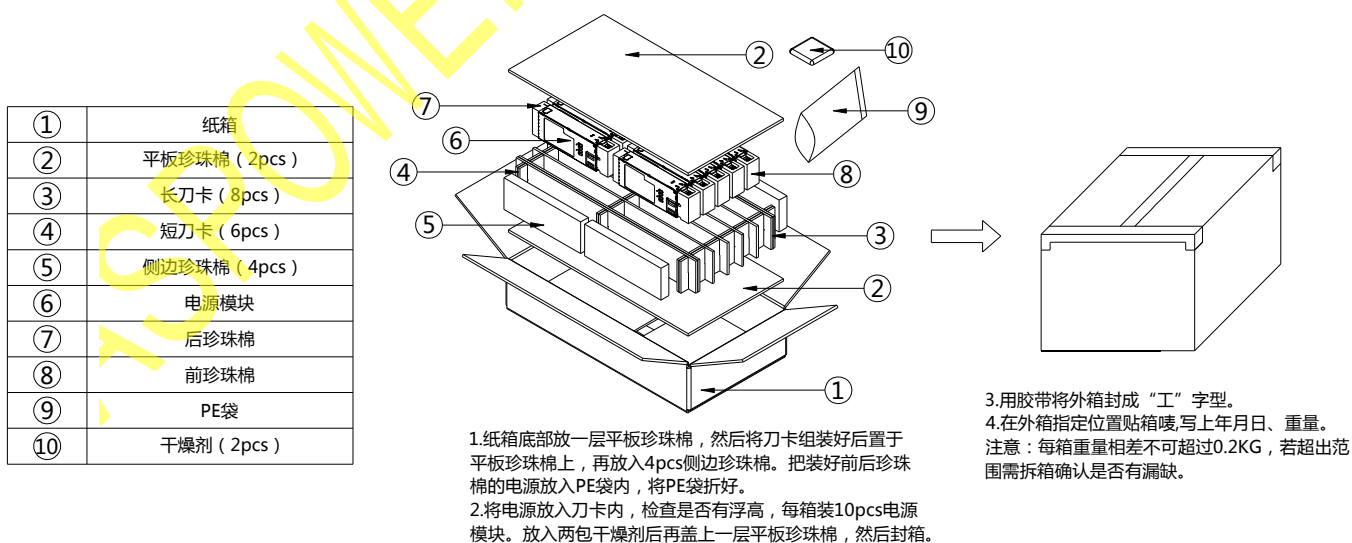 ① 纸箱
② 平板珍珠棉（2pcs）
③ 长刀卡（8pcs）
④ 短刀卡（6pcs）
⑤ 侧边珍珠棉（4pcs）
⑥ 电源模块
⑦ 后珍珠棉
⑧ 前珍珠棉
⑨ PE袋
⑩ 干燥剂（2pcs）
②
⑩
⑦
⑨
⑥
④
⑧
⑤
③
②
①
1.纸箱底部放一层平板珍珠棉，然后将刀卡组装好后置于
平板珍珠棉上，再放入4pcs侧边珍珠棉。把装好前后珍珠
棉的电源放入PE袋内，将PE袋折好。
2.将电源放入刀卡内，检查是否有浮高，每箱装10pcs电源
模块。放入两包干燥剂后再盖上一层平板珍珠棉，然后封箱。
3.用胶带将外箱封成“工”字型。
4.在外箱指定位置贴箱唛,写上年月日、重量。
注意：每箱重量相差不可超过0.2KG，若超出范
围需拆箱确认是否有漏缺。
ASPOWE